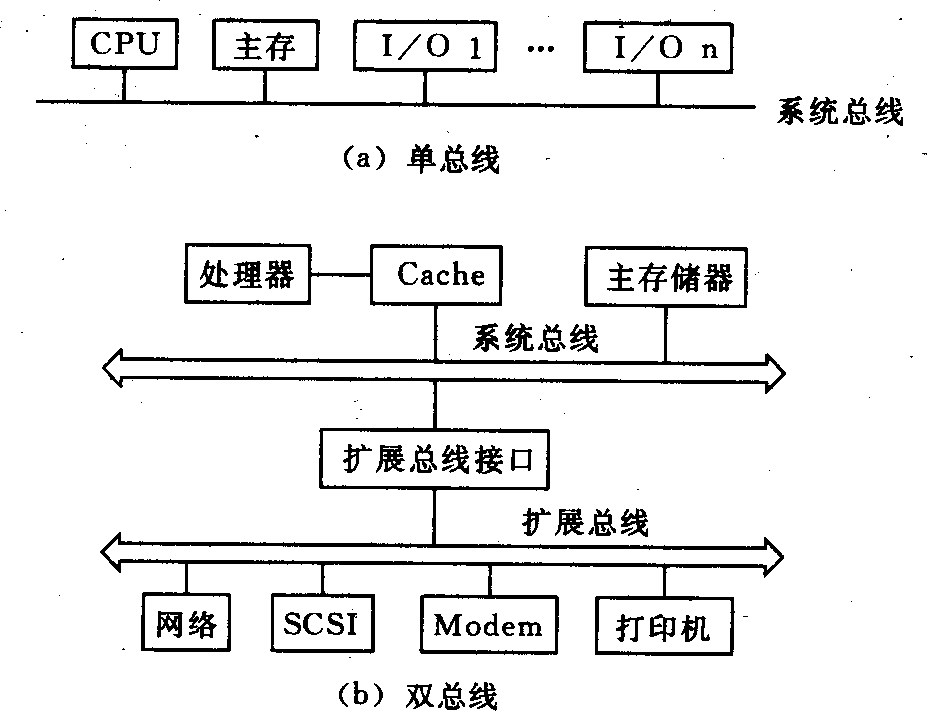 CPU 主存 I/O 1 … I/O n
系统总线
(a) 单总线
处理器 Cache 主存储器
系统总线
扩展总线接口
扩展总线
网络 SCSI Modem 打印机
(b) 双总线